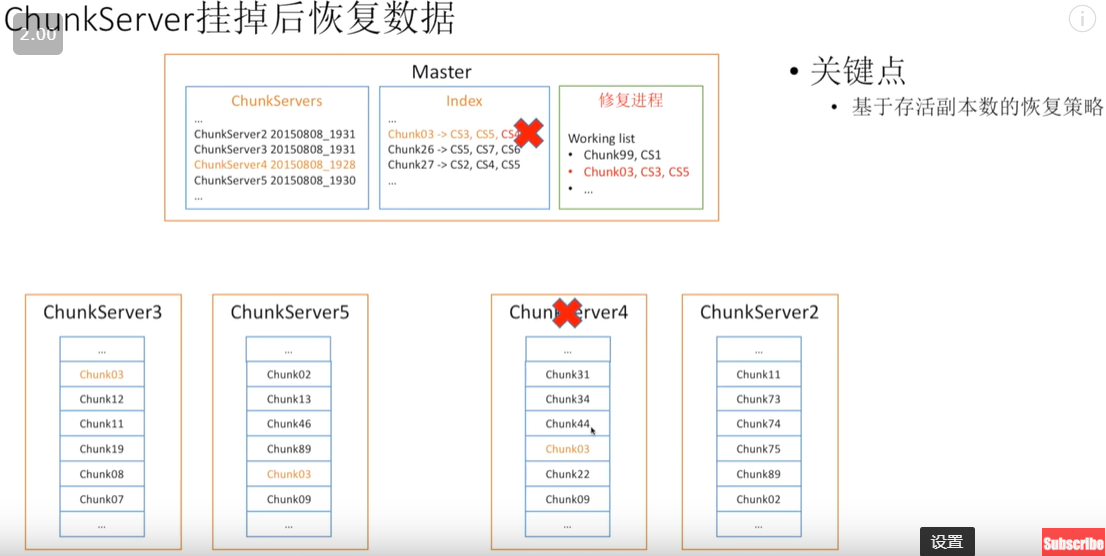 ChunkServer挂掉后恢复数据
2.00
Master
ChunkServers
...
ChunkServer2 20150808_1931
ChunkServer3 20150808_1931
ChunkServer4 20150808_1928
ChunkServer5 20150808_1930
...
Index
...
Chunk03 -> CS3, CS5, CS4
Chunk26 -> CS5, CS7, CS6
Chunk27 -> CS2, CS4, CS5
...
修复进程
Working list
• Chunk99, CS1
• Chunk03, CS3, CS5
• ...
• 关键点
• 基于存活副本数的恢复策略
ChunkServer3
...
Chunk03
Chunk12
Chunk11
Chunk19
Chunk08
Chunk07
...
ChunkServer5
...
Chunk02
Chunk13
Chunk46
Chunk89
Chunk03
Chunk09
...
ChunkServer4
...
Chunk31
Chunk34
Chunk44
Chunk03
Chunk22
Chunk09
...
ChunkServer2
...
Chunk11
Chunk73
Chunk74
Chunk75
Chunk89
Chunk02
...
设置
Subscribe